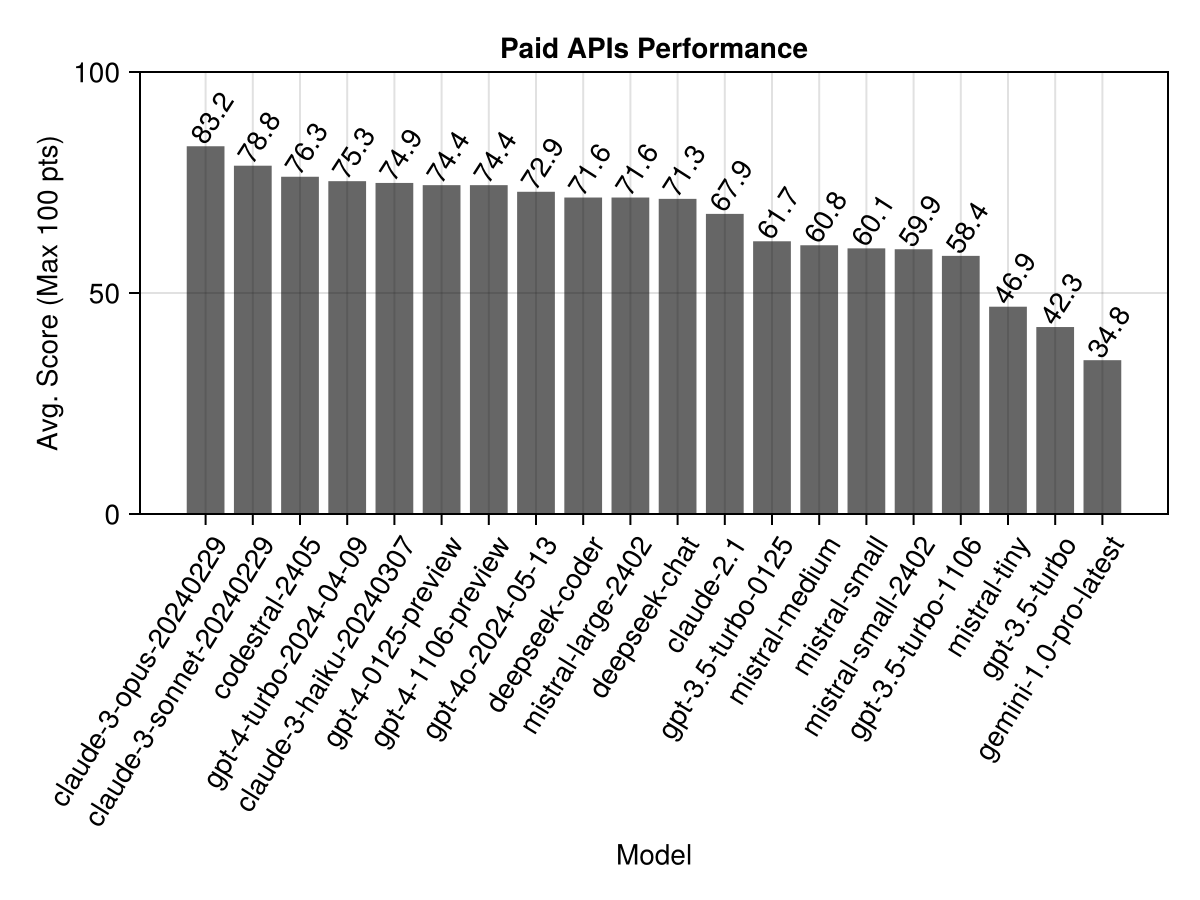 Paid APIs Performance
Avg. Score (Max 100 pts)
100
50
0
83.2
78.8
76.3
75.3
74.9
74.4
74.4
72.9
71.6
71.6
71.3
67.9
61.7
60.8
60.1
59.9
58.4
46.9
42.3
34.8
claude-3-opus-20240229
claude-3-sonnet-20240229
codestral-2405
gpt-4-turbo-2024-04-09
claude-3-haiku-20240307
gpt-4-0125-preview
gpt-4-1106-preview
gpt-4o-2024-05-13
deepseek-coder
mistral-large-2402
deepseek-chat
claude-2.1
gpt-3.5-turbo-0125
mistral-medium
mistral-small
mistral-small-2402
gpt-3.5-turbo-1106
mistral-tiny
gpt-3.5-turbo
gemini-1.0-pro-latest
Model